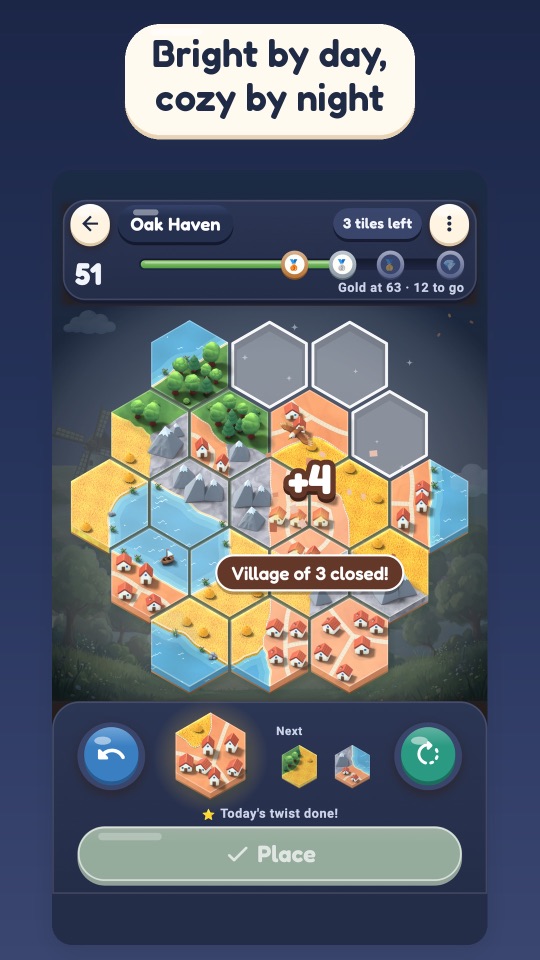 Bright by day,
cozy by night
Oak Haven
3 tiles left
51
Gold at 63 · 12 to go
+4
Village of 3 closed!
Next
Today's twist done!
Place